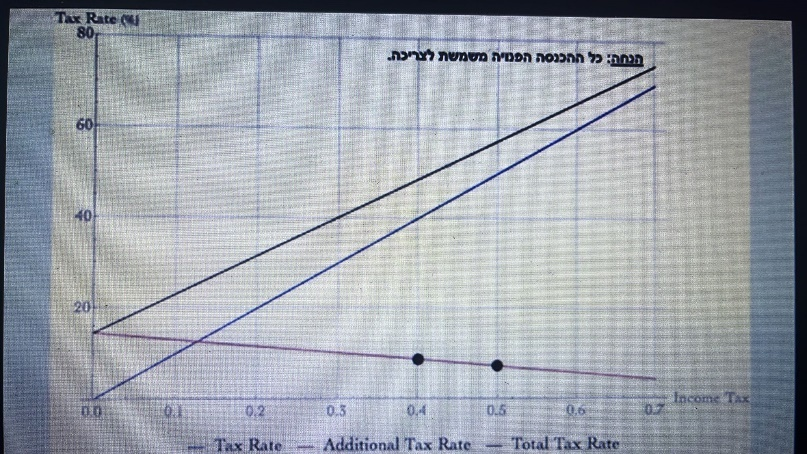 Tax Rate (%)
80
הנחה: כל ההכנסה הפנויה משמשת לצריכה.
60
40
20
0.0 0.1 0.2 0.3 0.4 0.5 0.6 0.7 Income Tax
— Tax Rate — Additional Tax Rate — Total Tax Rate